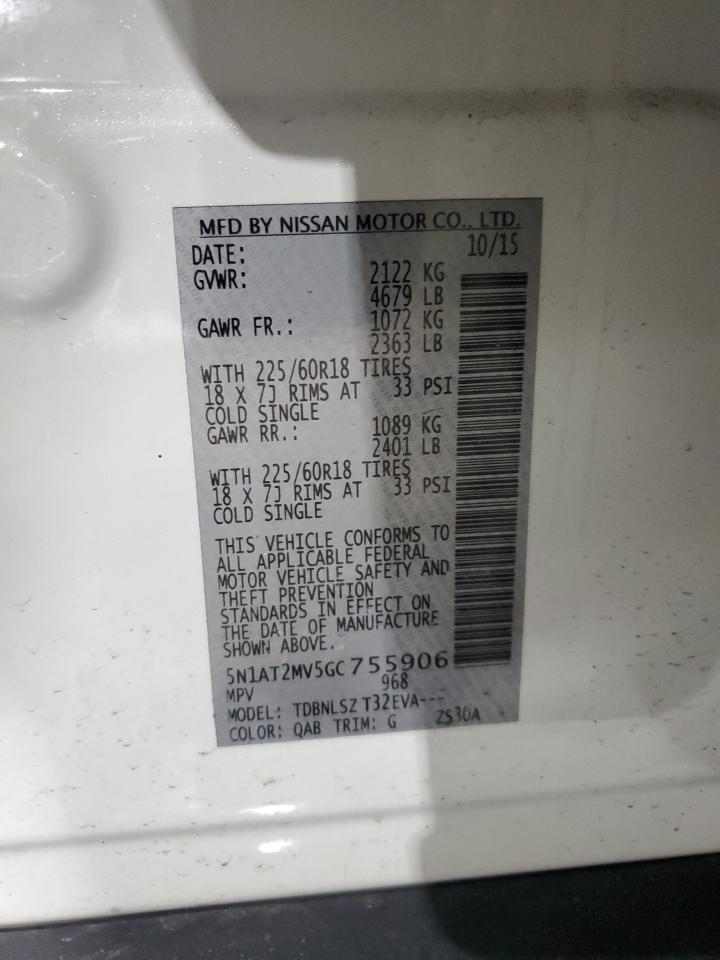 MFD BY NISSAN MOTOR CO., LTD.
DATE: 10/15
GVWR: 2122 KG
4679 LB
GAWR FR.: 1072 KG
2363 LB
WITH 225/60R18 TIRES
18 X 7J RIMS AT 33 PSI
COLD SINGLE
GAWR RR.: 1089 KG
2401 LB
WITH 225/60R18 TIRES
18 X 7J RIMS AT 33 PSI
COLD SINGLE
THIS VEHICLE CONFORMS TO
ALL APPLICABLE FEDERAL
MOTOR VEHICLE SAFETY AND
THEFT PREVENTION
STANDARDS IN EFFECT ON
THE DATE OF MANUFACTURE
SHOWN ABOVE.
5N1AT2MV5GC755906
MPV 968
MODEL: TDBNLSZ T32EVA---
COLOR: QAB TRIM: G ZS30A